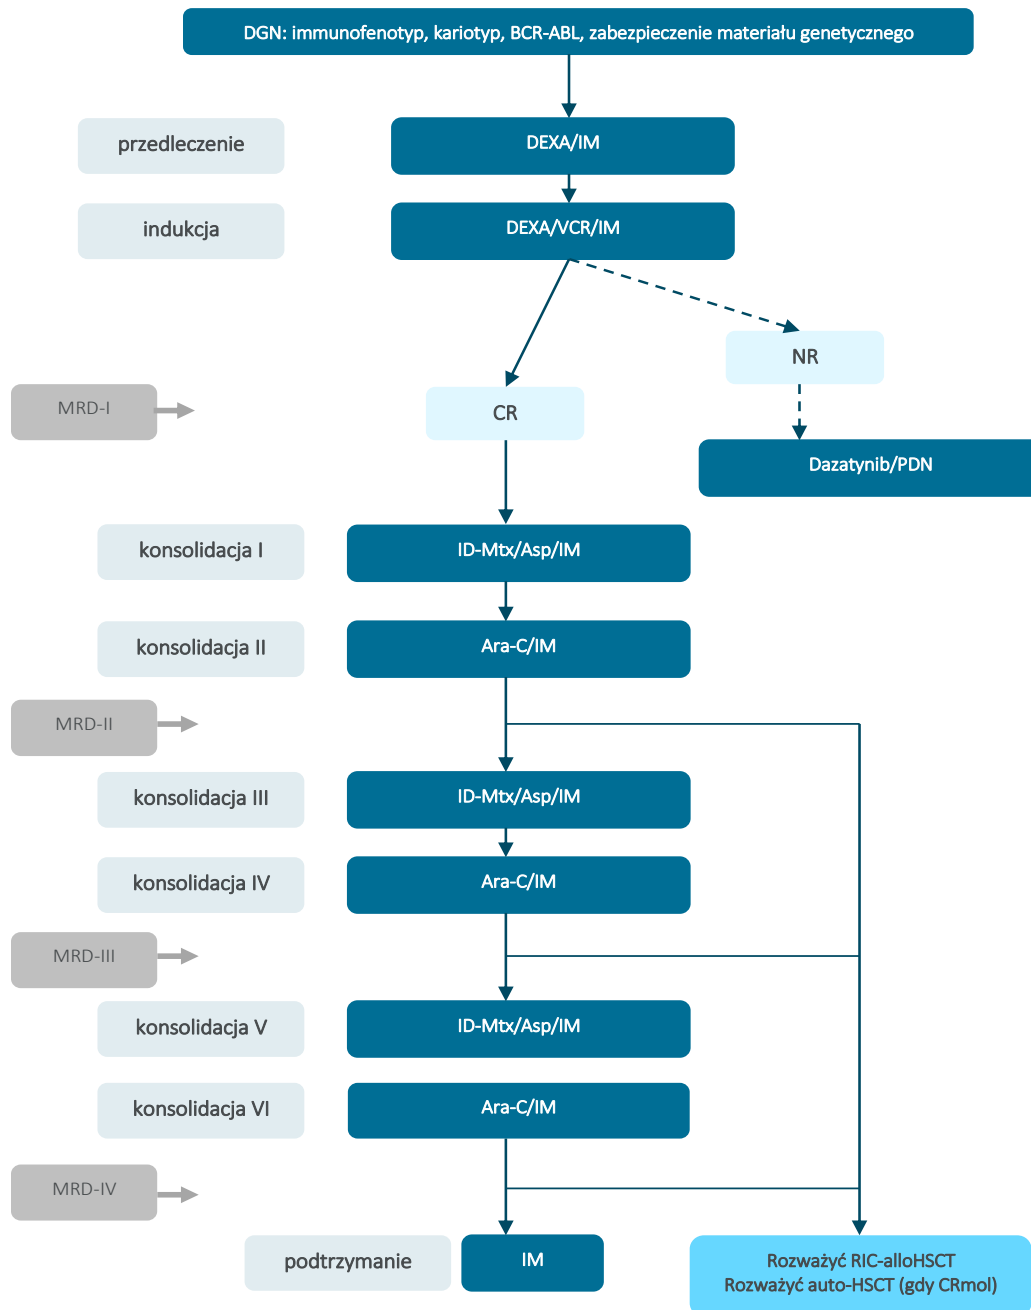 DGN: immunofenotyp, kariotyp, BCR-ABL, zabezpieczenie materiału genetycznego
przedleczenie
DEXA/IM
indukcja
DEXA/VCR/IM
NR
MRD-I
CR
Dazatynib/PDN
konsolidacja I
ID-Mtx/Asp/IM
konsolidacja II
Ara-C/IM
MRD-II
konsolidacja III
ID-Mtx/Asp/IM
konsolidacja IV
Ara-C/IM
MRD-III
konsolidacja V
ID-Mtx/Asp/IM
konsolidacja VI
Ara-C/IM
MRD-IV
podtrzymanie
IM
Rozważyć RIC-alloHSCT
Rozważyć auto-HSCT (gdy CRmol)